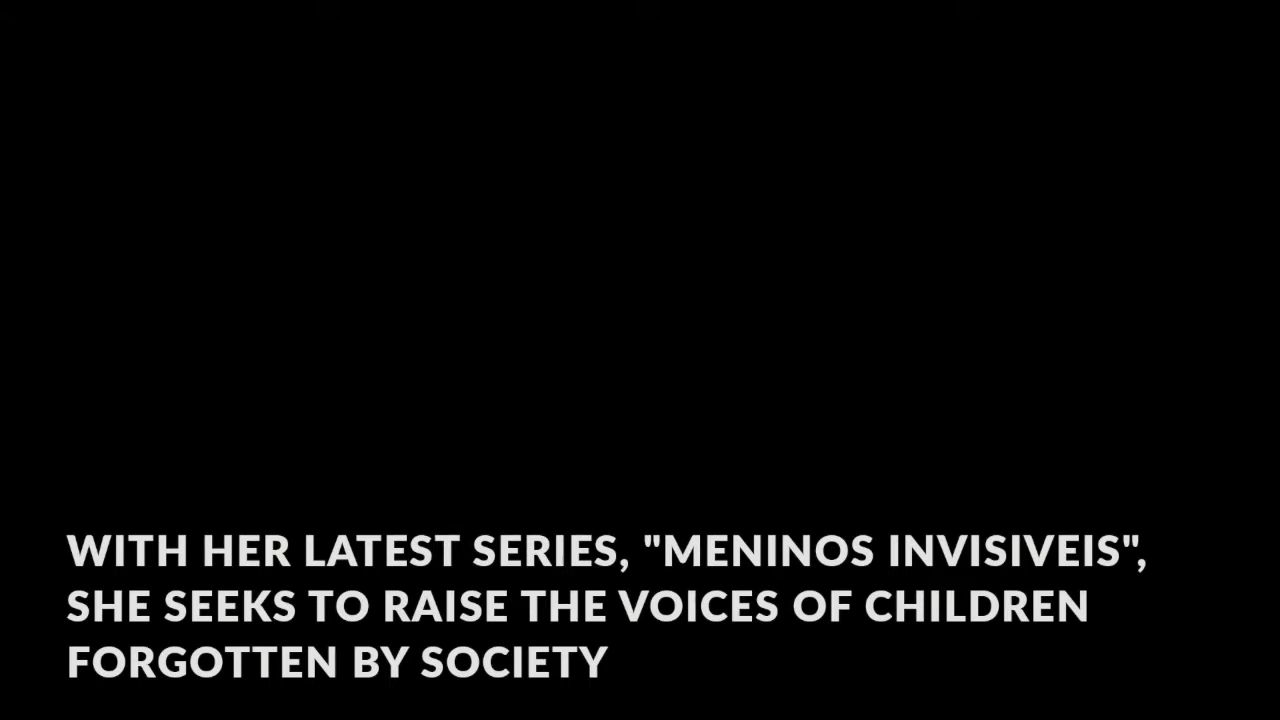 WITH HER LATEST SERIES, "MENINOS INVISIVEIS",
SHE SEEKS TO RAISE THE VOICES OF CHILDREN
FORGOTTEN BY SOCIETY